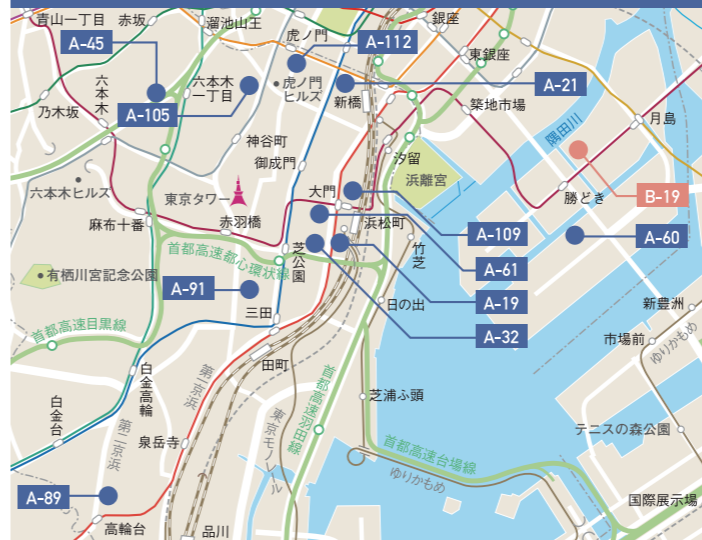 青山一丁目
赤坂
溜池山王
虎ノ門
銀座
A-45
A-112
東銀座
六本木
六本木
一丁目
虎ノ門
ヒルズ
新橋
A-21
乃木坂
A-105
築地市場
隅田川
月島
神谷町
御成門
汐留
六本木ヒルズ
東京タワー
大門
浜離宮
勝どき
B-19
麻布十番
赤羽橋
浜松町
A-109
A-60
首都高速都心環状線
芝公園
竹芝
A-61
有栖川宮記念公園
A-91
日の出
A-19
新豊洲
三田
A-32
市場前
首都高速目黒線
ゆりかもめ
田町
白金高輪
第一京浜
首都高速羽田線
芝浦ふ頭
白金台
第二京浜
泉岳寺
東京モノレール
テニスの森公園
首都高速台場線
ゆりかもめ
A-89
国際展示場
高輪台
品川